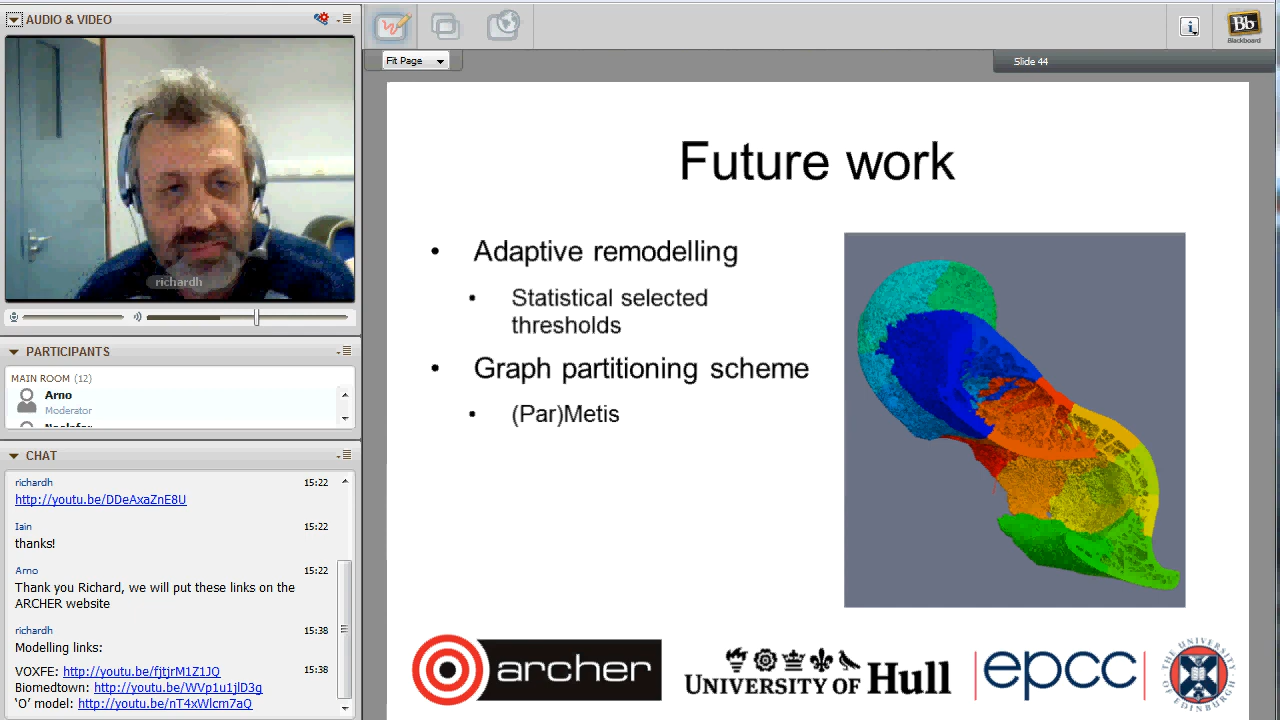 AUDIO & VIDEO
richardh
PARTICIPANTS
MAIN ROOM (12)
Arno
Moderator
CHAT
richardh 15:22
http://youtu.be/DDeAxaZnE8U
Iain 15:22
thanks!
Arno 15:22
Thank you Richard, we will put these links on the
ARCHER website
richardh 15:38
Modelling links:
VOFE: http://youtu.be/fjtjrM1Z1JQ 15:38
Biomedtown: http://youtu.be/WVp1u1jlD3g
'O' model: http://youtu.be/nT4xWlcm7aQ
Fit Page
Slide 44
Bb
Blackboard
Future work
• Adaptive remodelling
• Statistical selected
thresholds
• Graph partitioning scheme
• (Par)Metis
archer
UNIVERSITY OF Hull
epcc